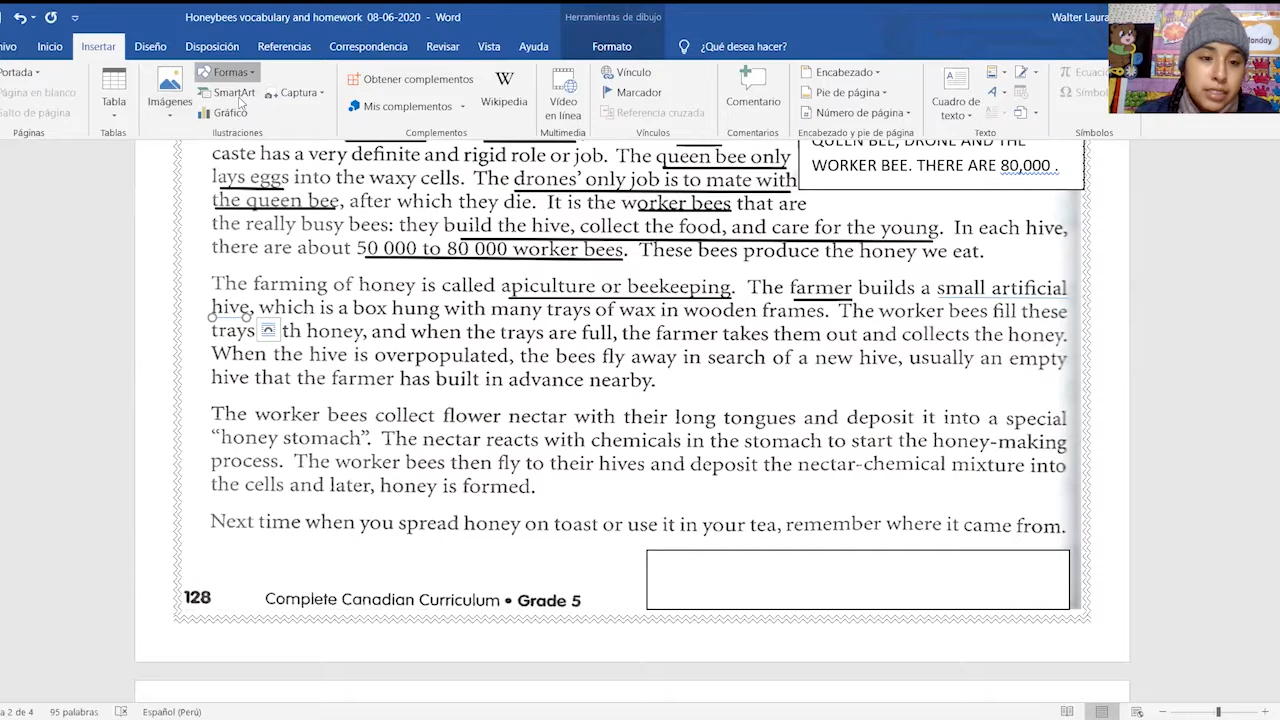 Honeybees vocabulary and homework 08-06-2020 - Word
Herramientas de dibujo
Walter Laura
Inicio Insertar Diseño Disposición Referencias Correspondencia Revisar Vista Ayuda Formato ¿Qué desea hacer?
Monday
Formas
SmartArt
Gráfico
Captura
Tabla
Imágenes
Obtener complementos
Mis complementos
Wikipedia
Vídeo en línea
Vínculo
Marcador
Referencia cruzada
Comentario
Encabezado
Pie de página
Número de página
Cuadro de texto
Páginas Tablas Ilustraciones Complementos Multimedia Vínculos Comentarios Encabezado y pie de página Texto Símbolos
QUEEN BEE, DRONE AND THE
WORKER BEE. THERE ARE 80,000 .
caste has a very definite and rigid role or job. The queen bee only
lays eggs into the waxy cells. The drones' only job is to mate with
the queen bee, after which they die. It is the worker bees that are
the really busy bees: they build the hive, collect the food, and care for the young. In each hive,
there are about 50 000 to 80 000 worker bees. These bees produce the honey we eat.
The farming of honey is called apiculture or beekeeping. The farmer builds a small artificial
hive, which is a box hung with many trays of wax in wooden frames. The worker bees fill these
trays th honey, and when the trays are full, the farmer takes them out and collects the honey.
When the hive is overpopulated, the bees fly away in search of a new hive, usually an empty
hive that the farmer has built in advance nearby.
The worker bees collect flower nectar with their long tongues and deposit it into a special
“honey stomach”. The nectar reacts with chemicals in the stomach to start the honey-making
process. The worker bees then fly to their hives and deposit the nectar-chemical mixture into
the cells and later, honey is formed.
Next time when you spread honey on toast or use it in your tea, remember where it came from.
128 Complete Canadian Curriculum • Grade 5
a 2 de 4 95 palabras Español (Perú)